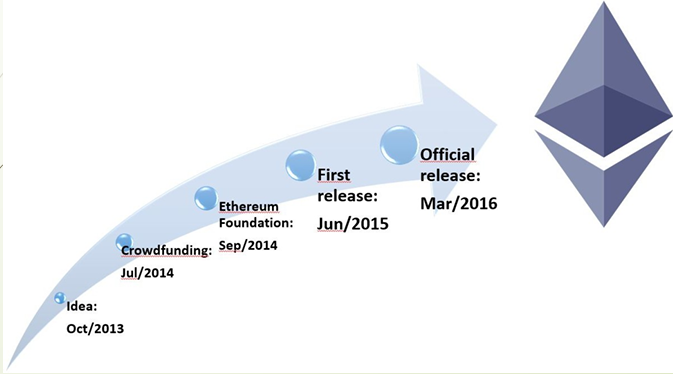 Idea:
Oct/2013
Crowdfunding:
Jul/2014
Ethereum
Foundation:
Sep/2014
First
release:
Jun/2015
Official
release:
Mar/2016